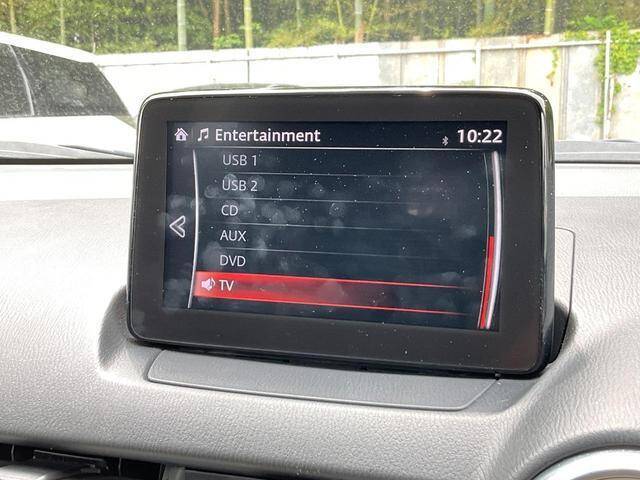 Entertainment
10:22
USB 1
USB 2
CD
AUX
DVD
TV